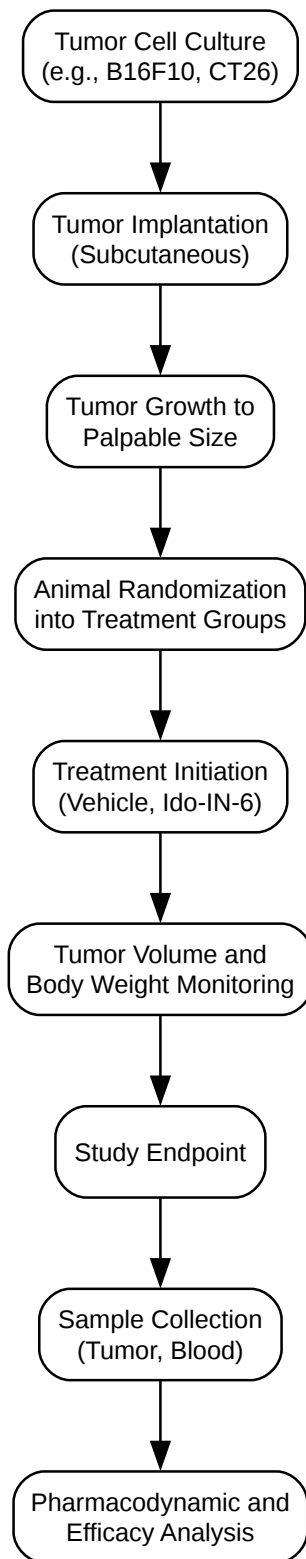 Tumor Cell Culture
(e.g., B16F10, CT26)
Tumor Implantation
(Subcutaneous)
Tumor Growth to
Palpable Size
Animal Randomization
into Treatment Groups
Treatment Initiation
(Vehicle, Ido-IN-6)
Tumor Volume and
Body Weight Monitoring
Study Endpoint
Sample Collection
(Tumor, Blood)
Pharmacodynamic and
Efficacy Analysis